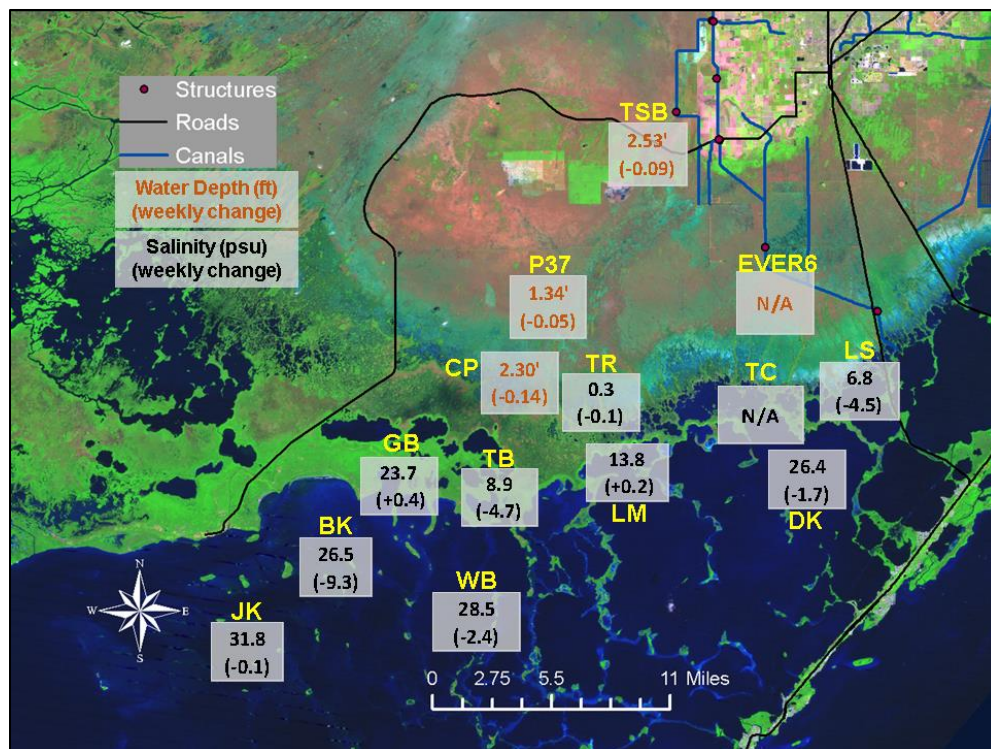 Structures
Roads
Canals
Water Depth (ft)
(weekly change)
Salinity (psu)
(weekly change)
TSB
2.53'
(-0.09)
P37
1.34'
(-0.05)
EVER6
N/A
CP
2.30'
(-0.14)
TR
0.3
(-0.1)
TC
N/A
LS
6.8
(-4.5)
GB
23.7
(+0.4)
TB
8.9
(-4.7)
13.8
(+0.2)
LM
26.4
(-1.7)
DK
BK
26.5
(-9.3)
WB
28.5
(-2.4)
JK
31.8
(-0.1)
N
W E
S
0 2.75 5.5 11 Miles